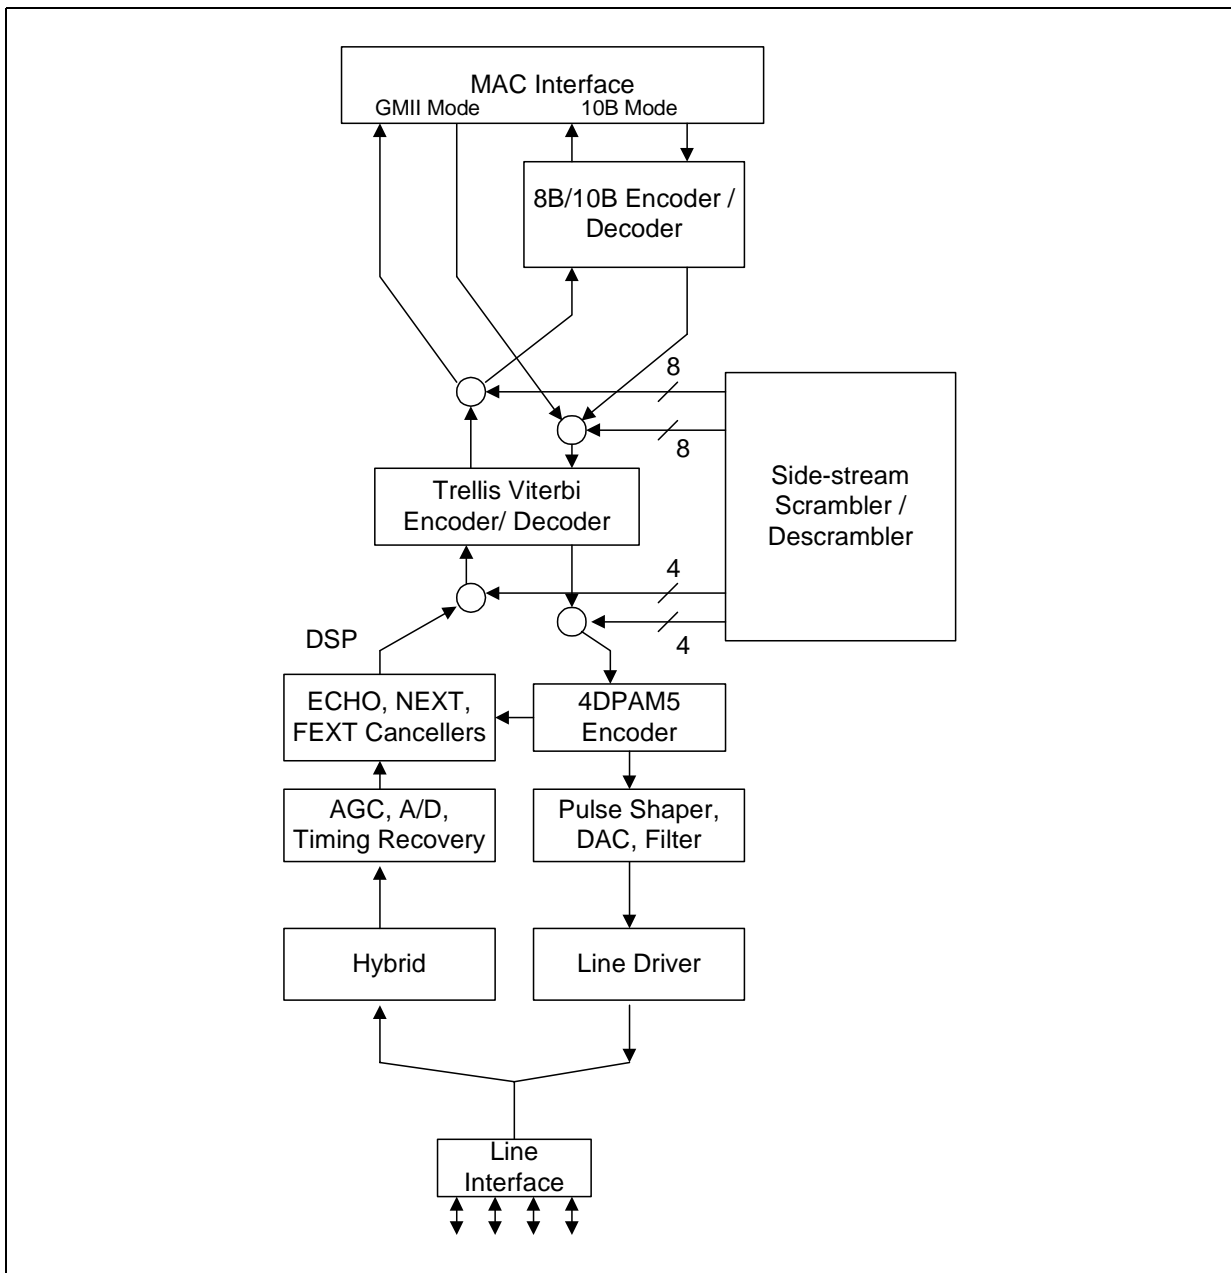 MAC Interface
GMII Mode
10B Mode
8B/10B Encoder /
Decoder
8
8
Side-stream
Scrambler /
Descrambler
Trellis Viterbi
Encoder/ Decoder
4
4
DSP
ECHO, NEXT,
FEXT Cancellers
4DPAM5
Encoder
AGC, A/D,
Timing Recovery
Pulse Shaper,
DAC, Filter
Hybrid
Line Driver
Line
Interface